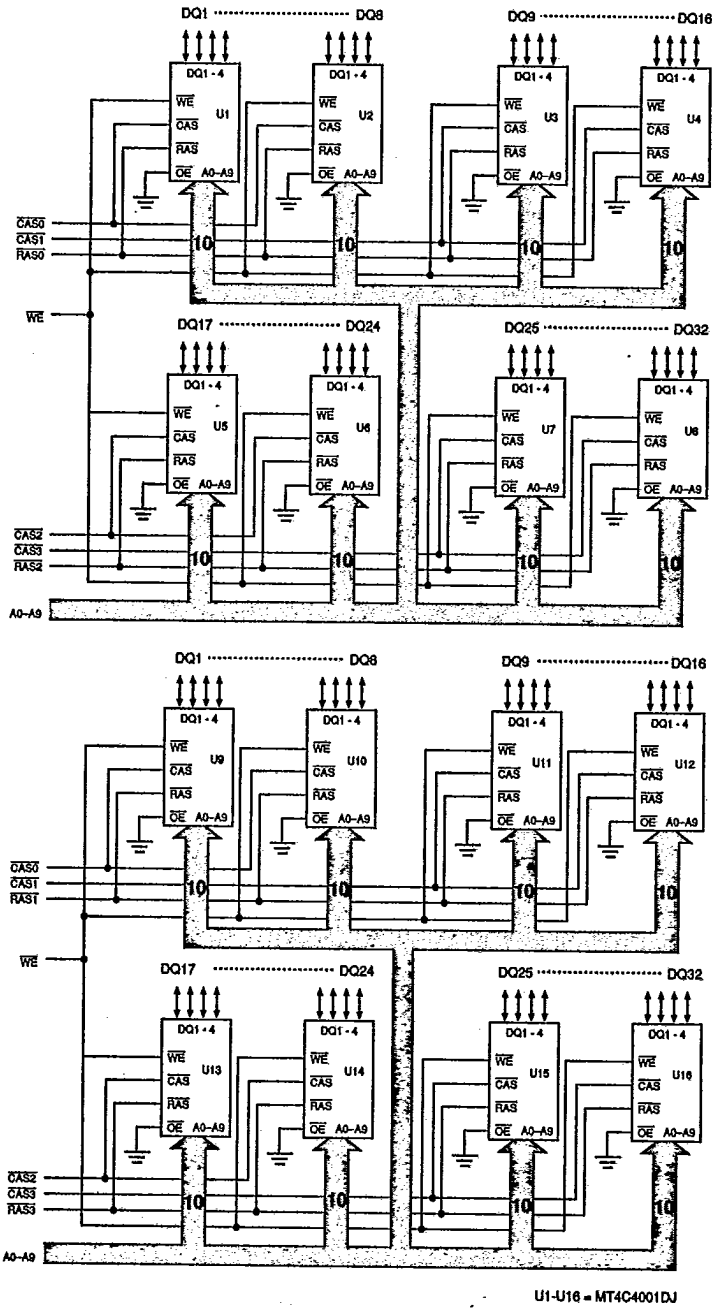 DQ1 DQ8 DQ9 DQ16
DQ1 - 4 DQ1 - 4 DQ1 - 4 DQ1 - 4
WE U1 WE U2 WE U3 WE U4
CAS CAS CAS CAS
RAS RAS RAS RAS
OE A0-A9 OE A0-A9 OE A0-A9 OE A0-A9
CAS0
CAS1
RAS0
10 10 10 10
WE
DQ17 DQ24 DQ25 DQ32
DQ1 - 4 DQ1 - 4 DQ1 - 4 DQ1 - 4
WE U5 WE U6 WE U7 WE U8
CAS CAS CAS CAS
RAS RAS RAS RAS
OE A0-A9 OE A0-A9 OE A0-A9 OE A0-A9
CAS2
CAS3
RAS2
10 10 10 10
A0-A9
DQ1 DQ8 DQ9 DQ16
DQ1 - 4 DQ1 - 4 DQ1 - 4 DQ1 - 4
WE U9 WE U10 WE U11 WE U12
CAS CAS CAS CAS
RAS RAS RAS RAS
OE A0-A9 OE A0-A9 OE A0-A9 OE A0-A9
CAS0
CAS1
RAS1
10 10 10 10
WE
DQ17 DQ24 DQ25 DQ32
DQ1 - 4 DQ1 - 4 DQ1 - 4 DQ1 - 4
WE U13 WE U14 WE U15 WE U16
CAS CAS CAS CAS
RAS RAS RAS RAS
OE A0-A9 OE A0-A9 OE A0-A9 OE A0-A9
CAS2
CAS3
RAS3
10 10 10 10
A0-A9
U1-U16 = MT4C4001DJ